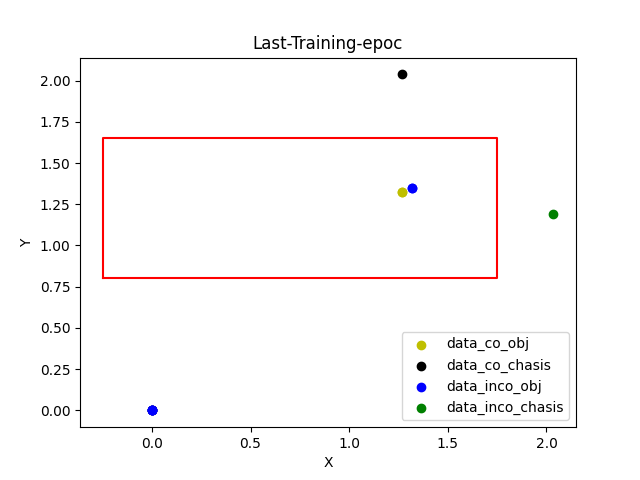 Last-Training-epoc
2.00
1.75
1.50
1.25
1.00
0.75
0.50
0.25
0.00
Y
data_co_obj
data_co_chasis
data_inco_obj
data_inco_chasis
0.0
0.5
1.0
1.5
2.0
X